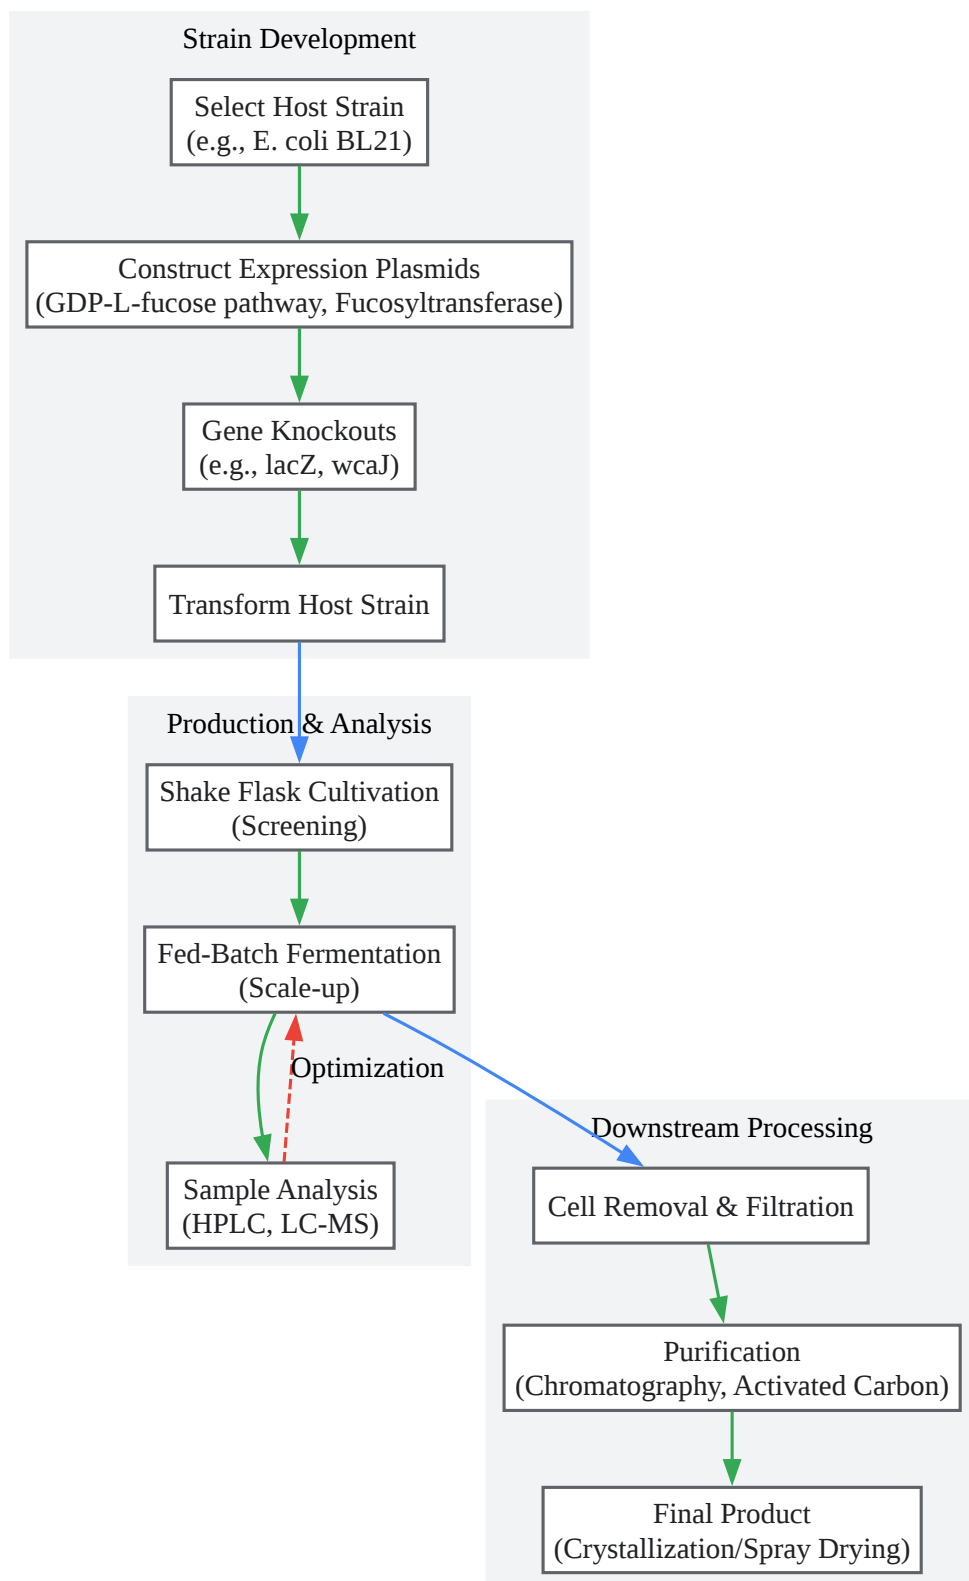 Strain Development
Select Host Strain
(e.g., E. coli BL21)
Construct Expression Plasmids
(GDP-L-fucose pathway, Fucosyltransferase)
Gene Knockouts
(e.g., lacZ, wcaJ)
Transform Host Strain
Production & Analysis
Shake Flask Cultivation
(Screening)
Fed-Batch Fermentation
(Scale-up)
Optimization
Sample Analysis
(HPLC, LC-MS)
Downstream Processing
Cell Removal & Filtration
Purification
(Chromatography, Activated Carbon)
Final Product
(Crystallization/Spray Drying)